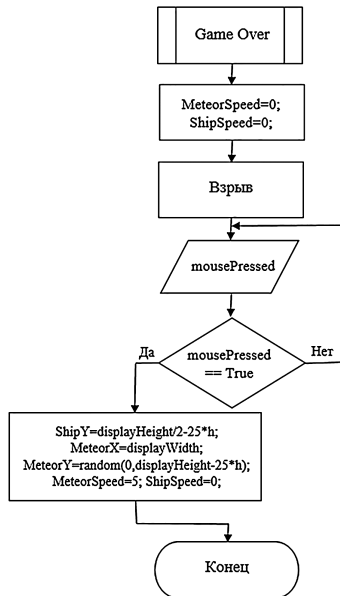 Game Over
MeteorSpeed=0;
ShipSpeed=0;
Взрыв
mousePressed
mousePressed
== True
Да
Нет
ShipY=displayHeight/2-25*h;
MeteorX=displayWidth;
MeteorY=random(0,displayHeight-25*h);
MeteorSpeed=5; ShipSpeed=0;
Конец